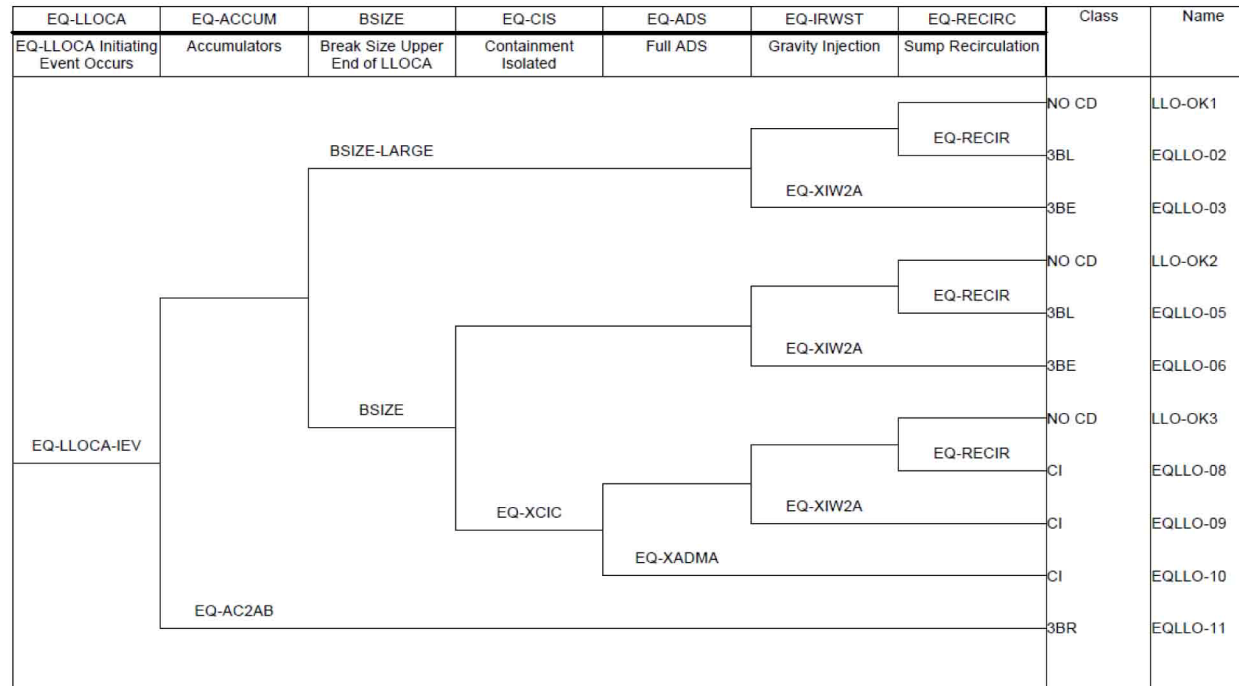 EQ-LLOCA EQ-ACCUM BSIZE EQ-CIS EQ-ADS EQ-IRWST EQ-RECIRC Class Name
EQ-LLOCA Initiating Accumulators Break Size Upper Containment Full ADS Gravity Injection Sump Recirculation
Event Occurs End of LLOCA Isolated
NO CD LLO-OK1
EQ-RECIR
BSIZE-LARGE
3BL EQLLO-02
EQ-XIW2A
3BE EQLLO-03
NO CD LLO-OK2
EQ-RECIR
3BL EQLLO-05
EQ-XIW2A
3BE EQLLO-06
BSIZE
NO CD LLO-OK3
EQ-LLOCA-IEV
EQ-RECIR
CI EQLLO-08
EQ-XIW2A
EQ-XCIC
CI EQLLO-09
EQ-XADMA
CI EQLLO-10
EQ-AC2AB
3BR EQLLO-11